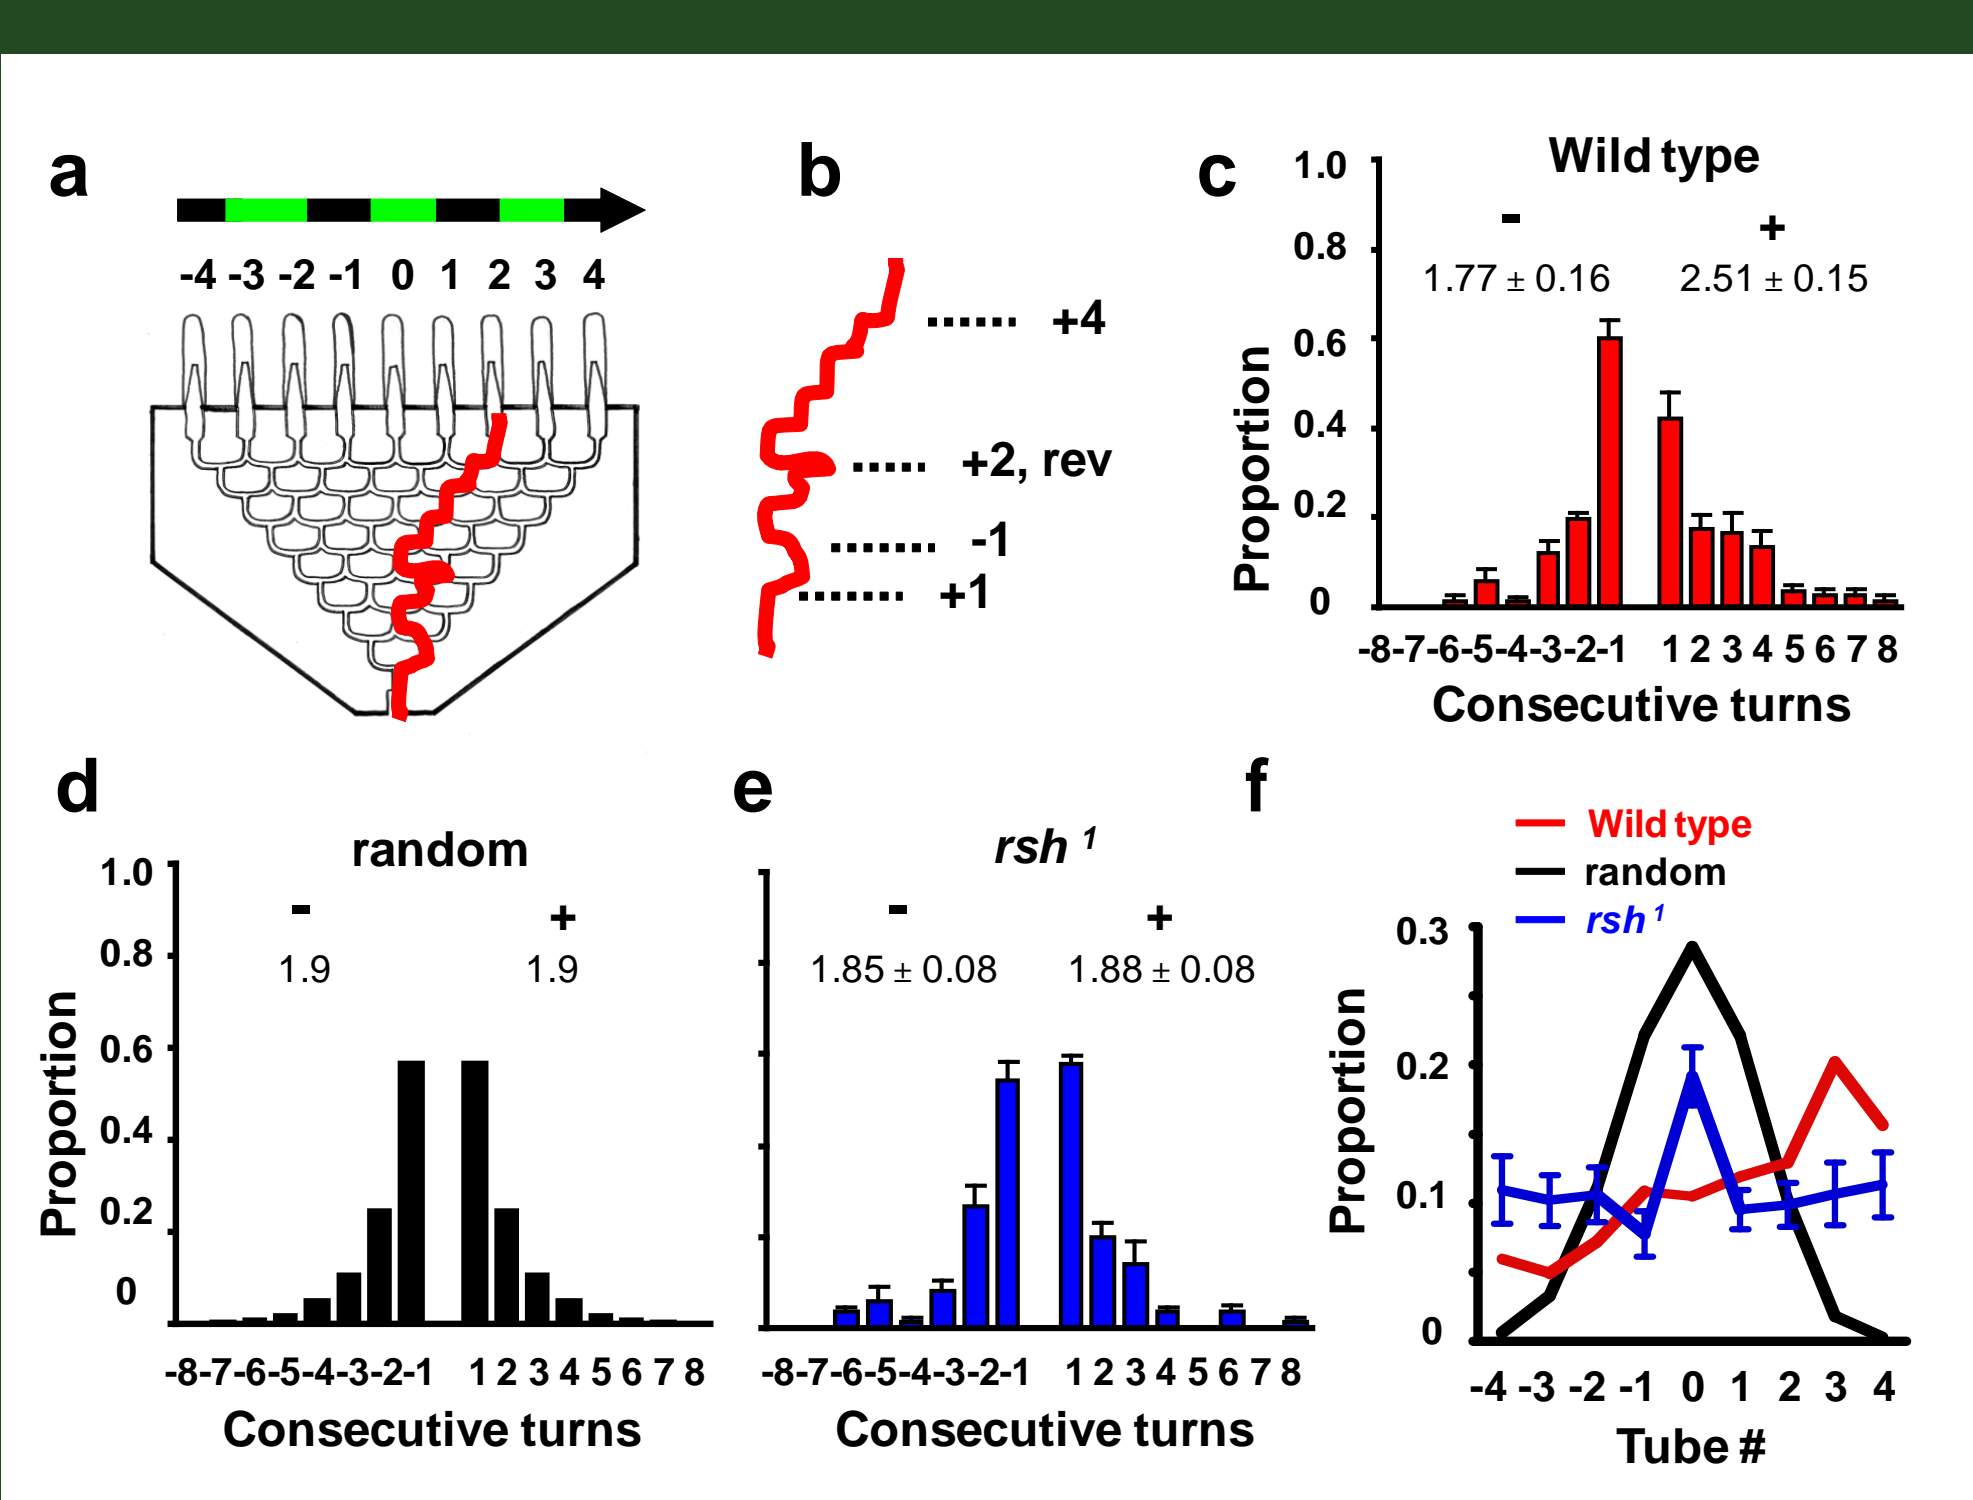 a
-4 -3 -2 -1 0 1 2 3 4
b
+4
+2, rev
-1
+1
c
Wild type
- +
1.77 ± 0.16 2.51 ± 0.15
1.0
0.8
0.6
0.4
0.2
0
Proportion
-8-7-6-5-4-3-2-1 1 2 3 4 5 6 7 8
Consecutive turns
d
random
- +
1.9 1.9
1.0
0.8
0.6
0.4
0.2
0
Proportion
-8-7-6-5-4-3-2-1 1 2 3 4 5 6 7 8
Consecutive turns
e
rsh 1
- +
1.85 ± 0.08 1.88 ± 0.08
-8-7-6-5-4-3-2-1 1 2 3 4 5 6 7 8
Consecutive turns
f
Wild type
random
rsh 1
0.3
0.2
0.1
0
Proportion
-4 -3 -2 -1 0 1 2 3 4
Tube #